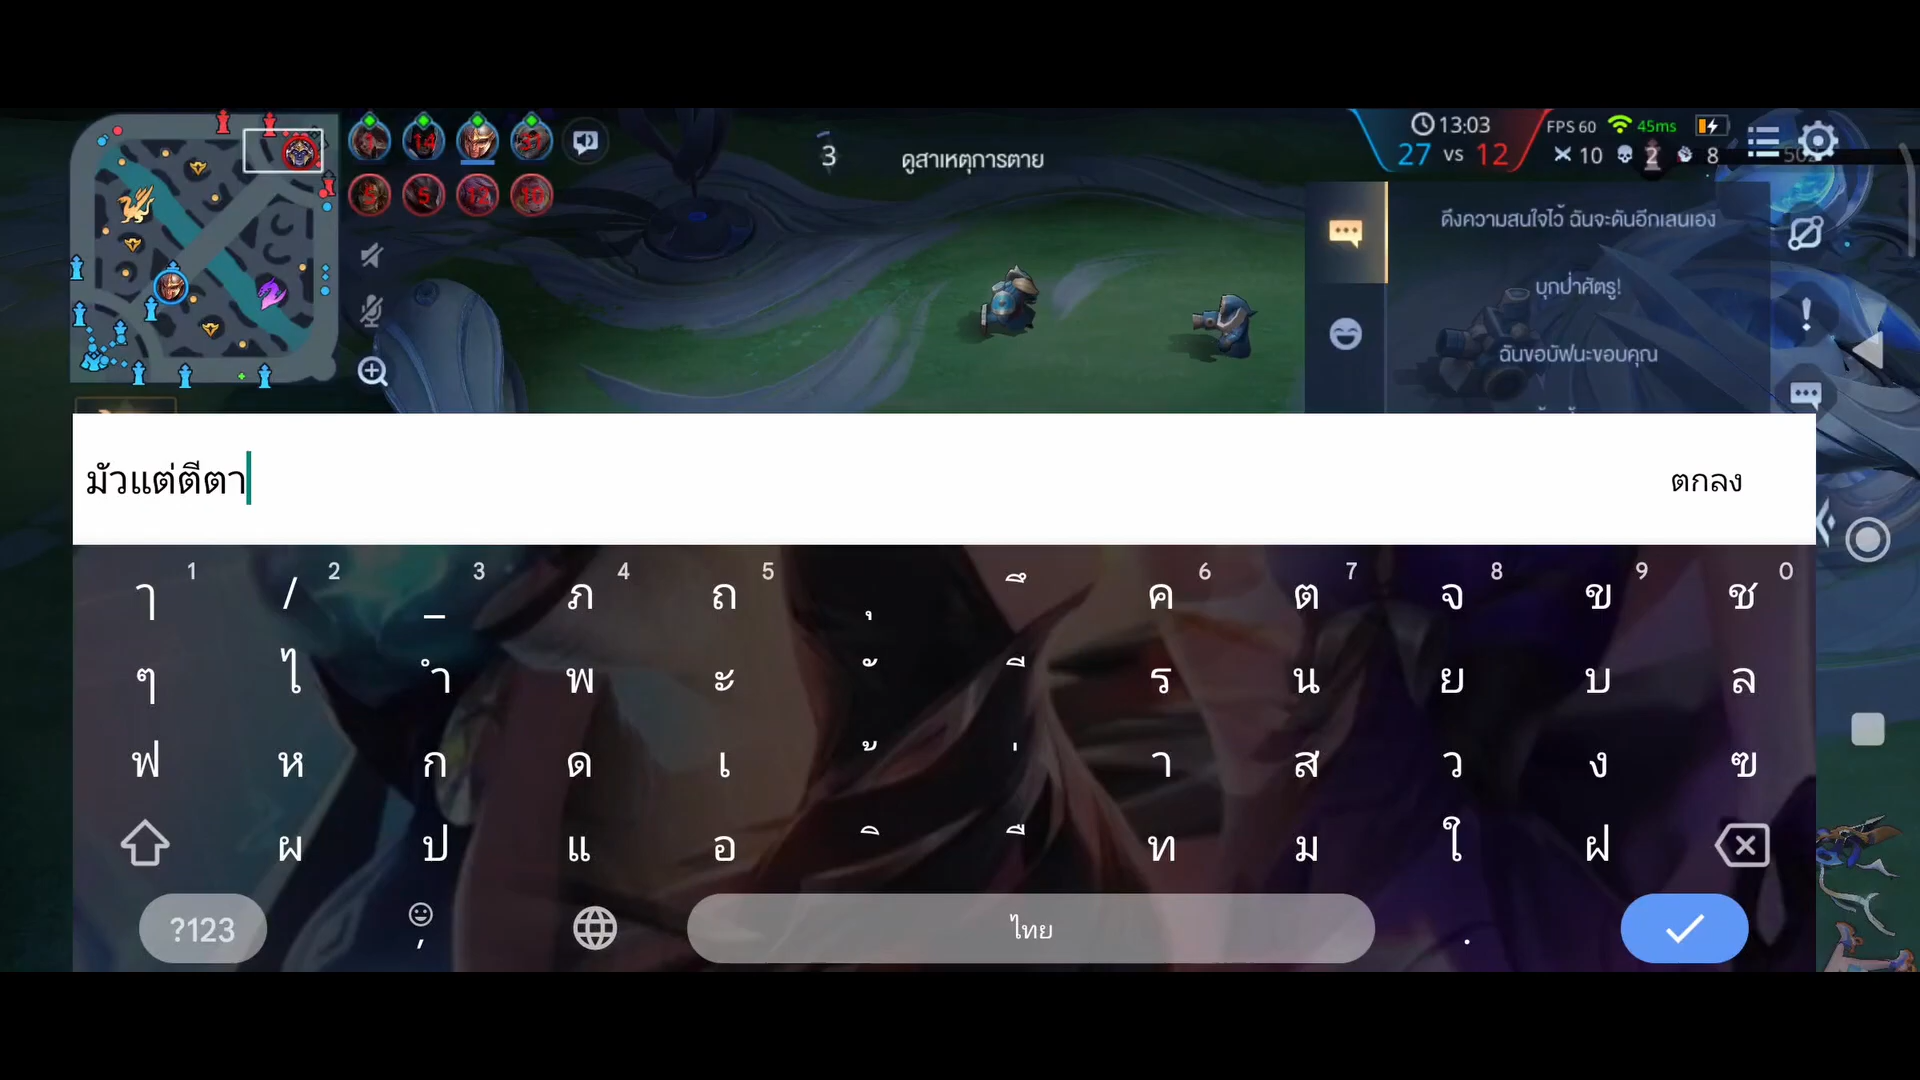 14
37
5
5
12
10
3
ดูสาเหตุการตาย
13:03
27 vs 12
FPS 60
45ms
10 2 8
ดึงความสนใจไว้ ฉันจะดันอีกเลนเอง
บุกป่าศัตรู!
ฉันขอบัฟนะขอบคุณ
มัวแต่ตีตา
ตกลง
ๅ 1 / 2 _ 3 ภ 4 ถ 5 ุ ึ ค 6 ต 7 จ 8 ข 9 ช 0
ๆ ไ ำ พ ะ ั ี ร น ย บ ล
ฟ ห ก ด เ ้ ่ า ส ว ง ฃ
ผ ป แ อ ิ ื ท ม ใ ฝ
?123 , ไทย .